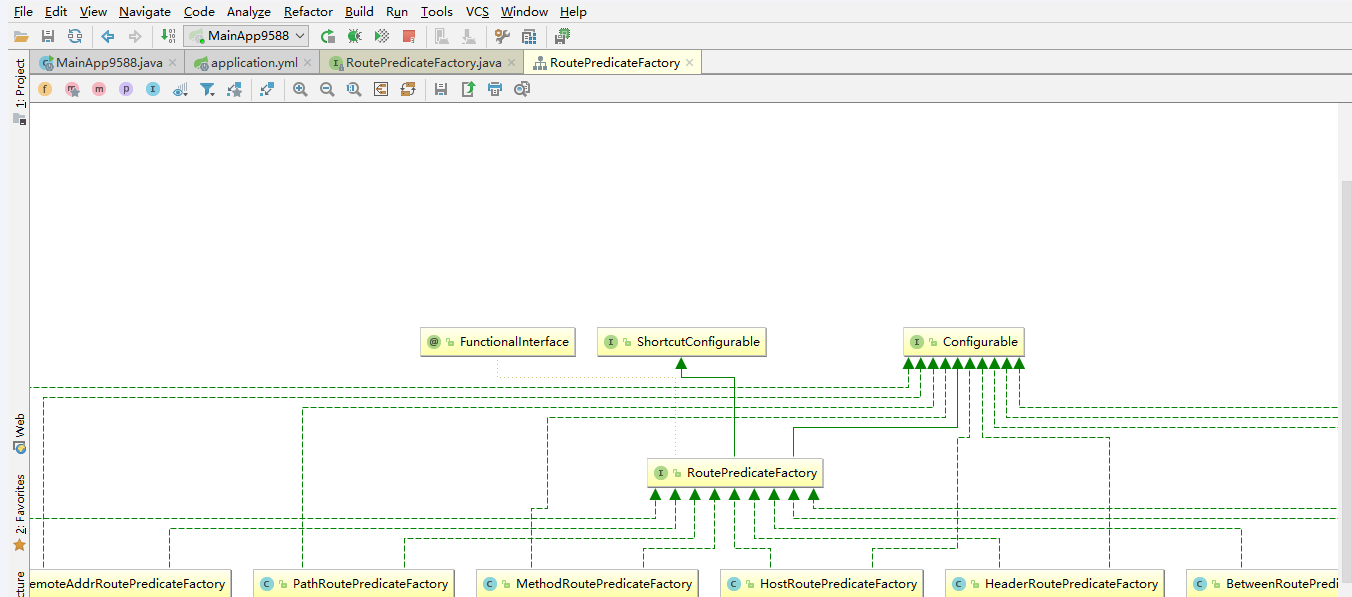 File Edit View Navigate Code Analyze Refactor Build Run Tools VCS Window Help
MainApp9588
MainApp9588.java application.yml RoutePredicateFactory.java RoutePredicateFactory
1: Project
FunctionalInterface ShortcutConfigurable Configurable
Web
RoutePredicateFactory
2: Favorites
emoteAddrRoutePredicateFactory PathRoutePredicateFactory MethodRoutePredicateFactory HostRoutePredicateFactory HeaderRoutePredicateFactory BetweenRoutePredi
cture